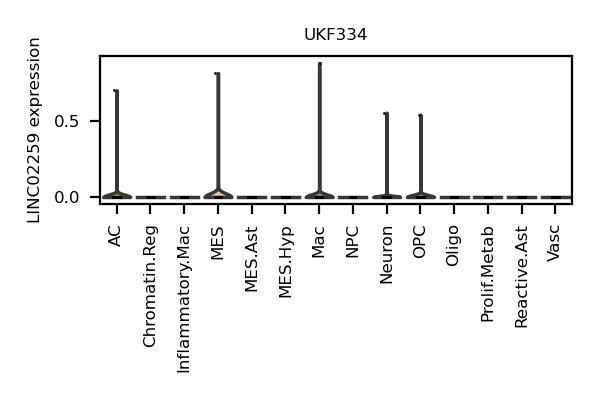 UKF334
LINC02259 expression
0.5
0.0
AC
Chromatin.Reg
Inflammatory.Mac
MES
MES.Ast
MES.Hyp
Mac
NPC
Neuron
OPC
Oligo
Prolif.Metab
Reactive.Ast
Vasc